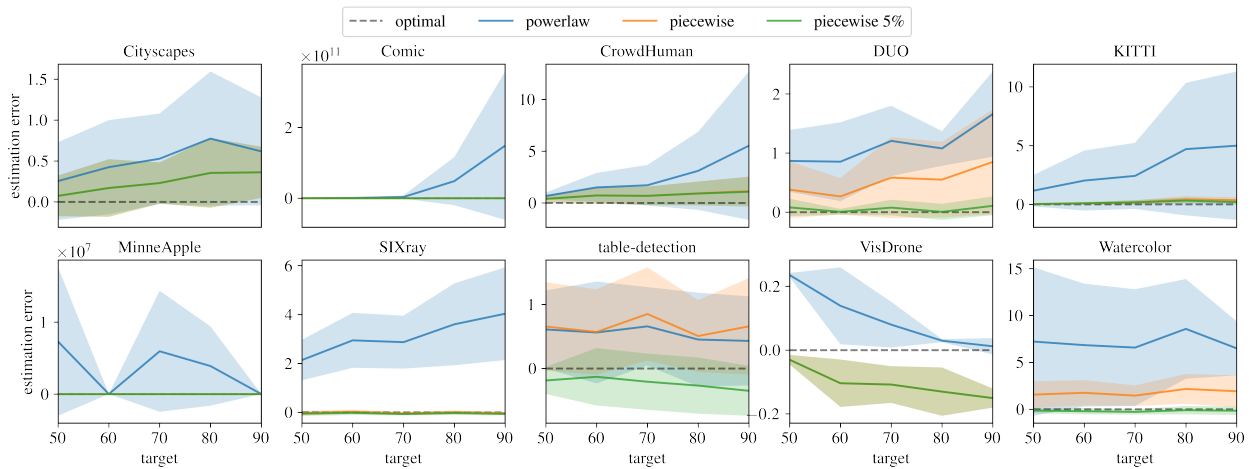 optimal powerlaw piecewise piecewise 5%
Cityscapes
estimation error
1.5
1.0
0.5
0.0
×10¹¹
Comic
2
0
CrowdHuman
10
5
0
DUO
2
1
0
KITTI
10
5
0
×10⁷
MinneApple
estimation error
1
0
50 60 70 80 90
target
SIXray
6
4
2
0
50 60 70 80 90
target
table-detection
1
0
50 60 70 80 90
target
VisDrone
0.2
0.0
−0.2
50 60 70 80 90
target
Watercolor
15
10
5
0
50 60 70 80 90
target